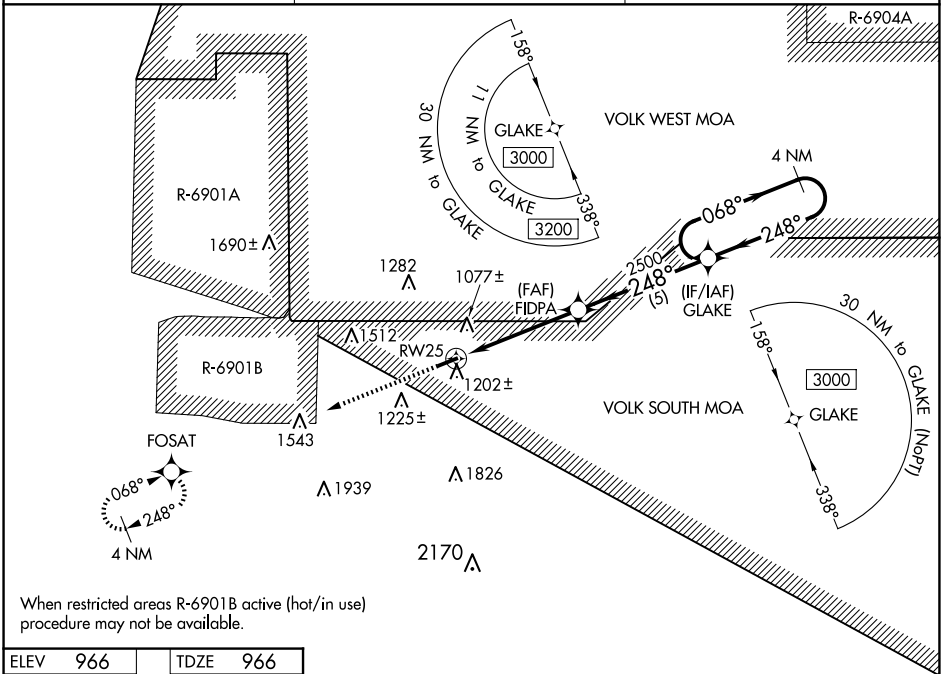 R-6904A
158°
30 NM to GLAKE
11 NM to GLAKE
GLAKE
3000
3200
338°
VOLK WEST MOA
4 NM
R-6901A
068°
248°
1690±
1282
1077±
2500
248°
(5)
(IF/IAF)
GLAKE
(FAF)
FIDPA
30 NM to GLAKE (NoPT)
158°
1512
RW25
R-6901B
1202±
3000
1225±
VOLK SOUTH MOA
GLAKE
1543
FOSAT
068°
248°
4 NM
1939
1826
338°
2170
When restricted areas R-6901B active (hot/in use)
procedure may not be available.
ELEV 966
TDZE 966